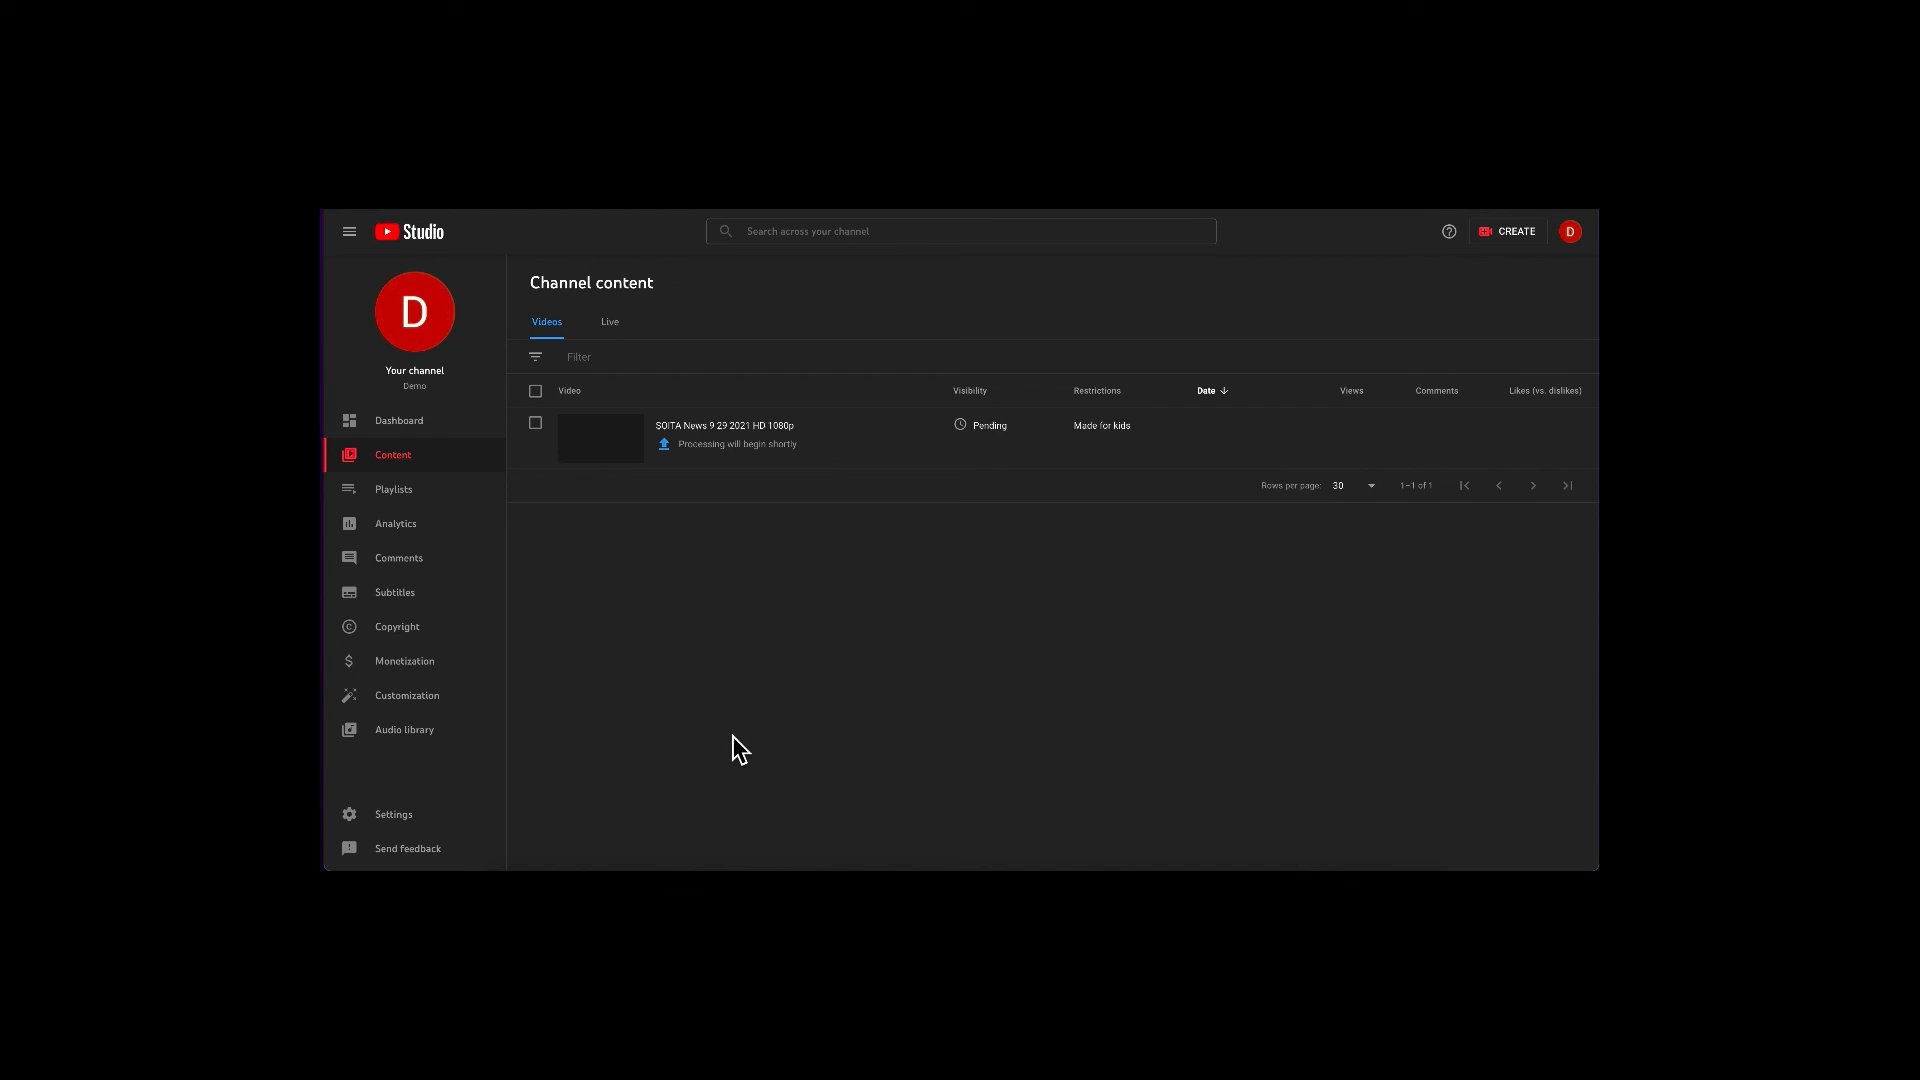 Studio
Search across your channel
CREATE
D
D
Your channel
Demo
Dashboard
Content
Playlists
Analytics
Comments
Subtitles
Copyright
Monetization
Customization
Audio library
Settings
Send feedback
Channel content
Videos Live
Filter
Video Visibility Restrictions Date Views Comments Likes (vs. dislikes)
SOITA News 9 29 2021 HD 1080p Pending Made for kids
Processing will begin shortly
Rows per page: 30 1–1 of 1